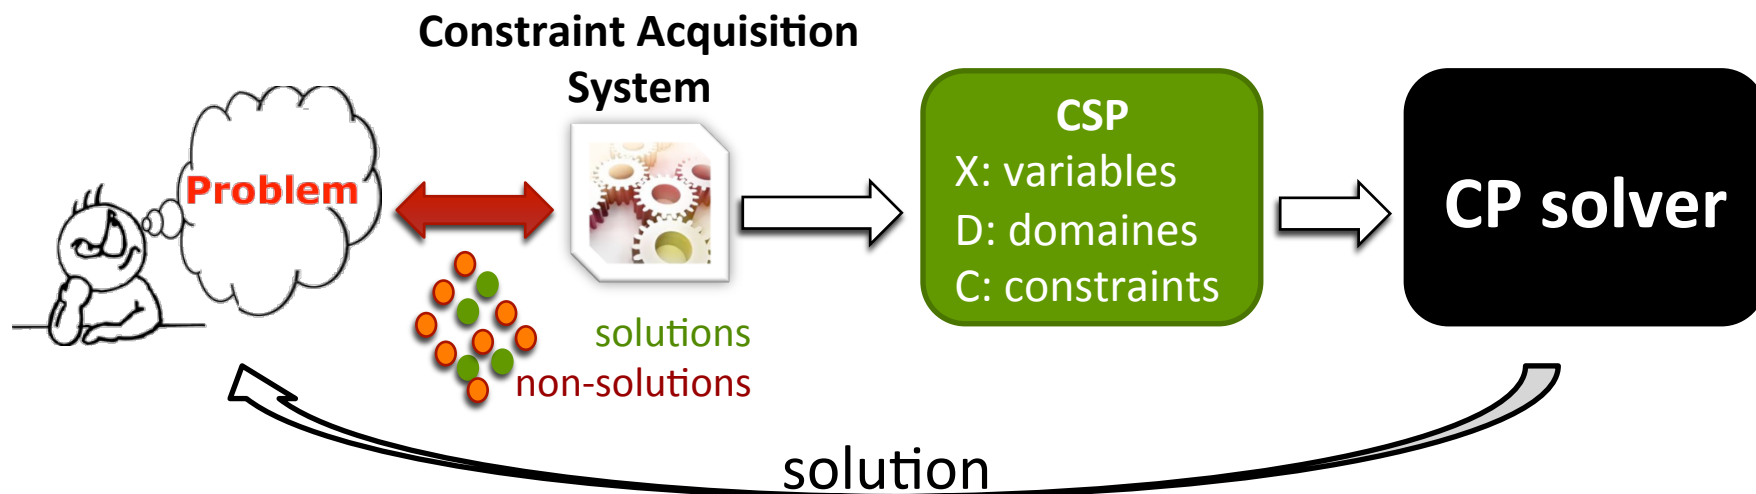 Constraint Acquisition
System
Problem
solutions
non-solutions
CSP
X: variables
D: domaines
C: constraints
CP solver
solution